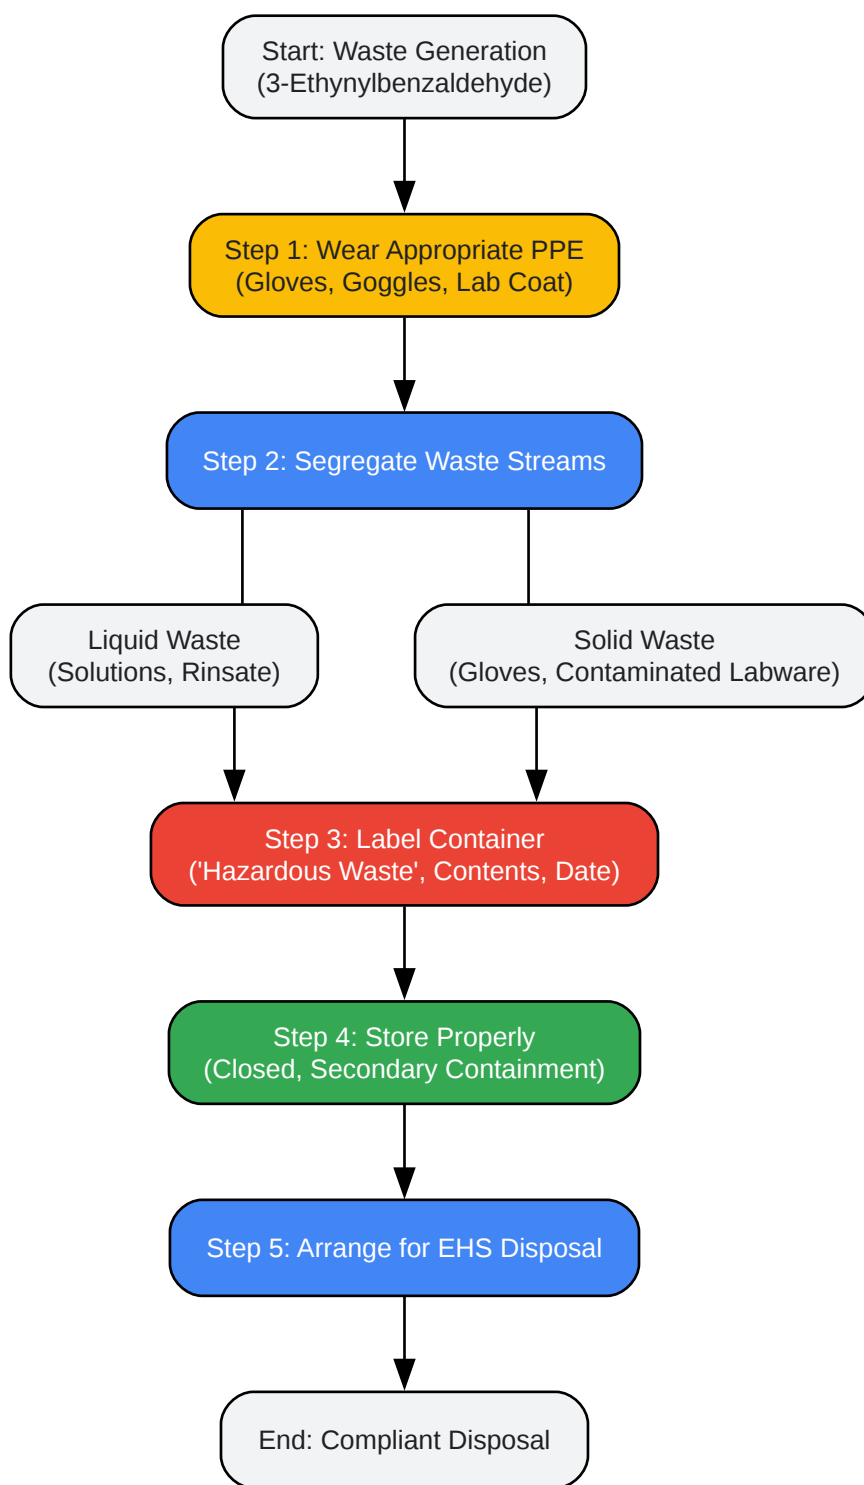 Start: Waste Generation
(3-Ethynylbenzaldehyde)
Step 1: Wear Appropriate PPE
(Gloves, Goggles, Lab Coat)
Step 2: Segregate Waste Streams
Liquid Waste
(Solutions, Rinsate)
Solid Waste
(Gloves, Contaminated Labware)
Step 3: Label Container
('Hazardous Waste', Contents, Date)
Step 4: Store Properly
(Closed, Secondary Containment)
Step 5: Arrange for EHS Disposal
End: Compliant Disposal